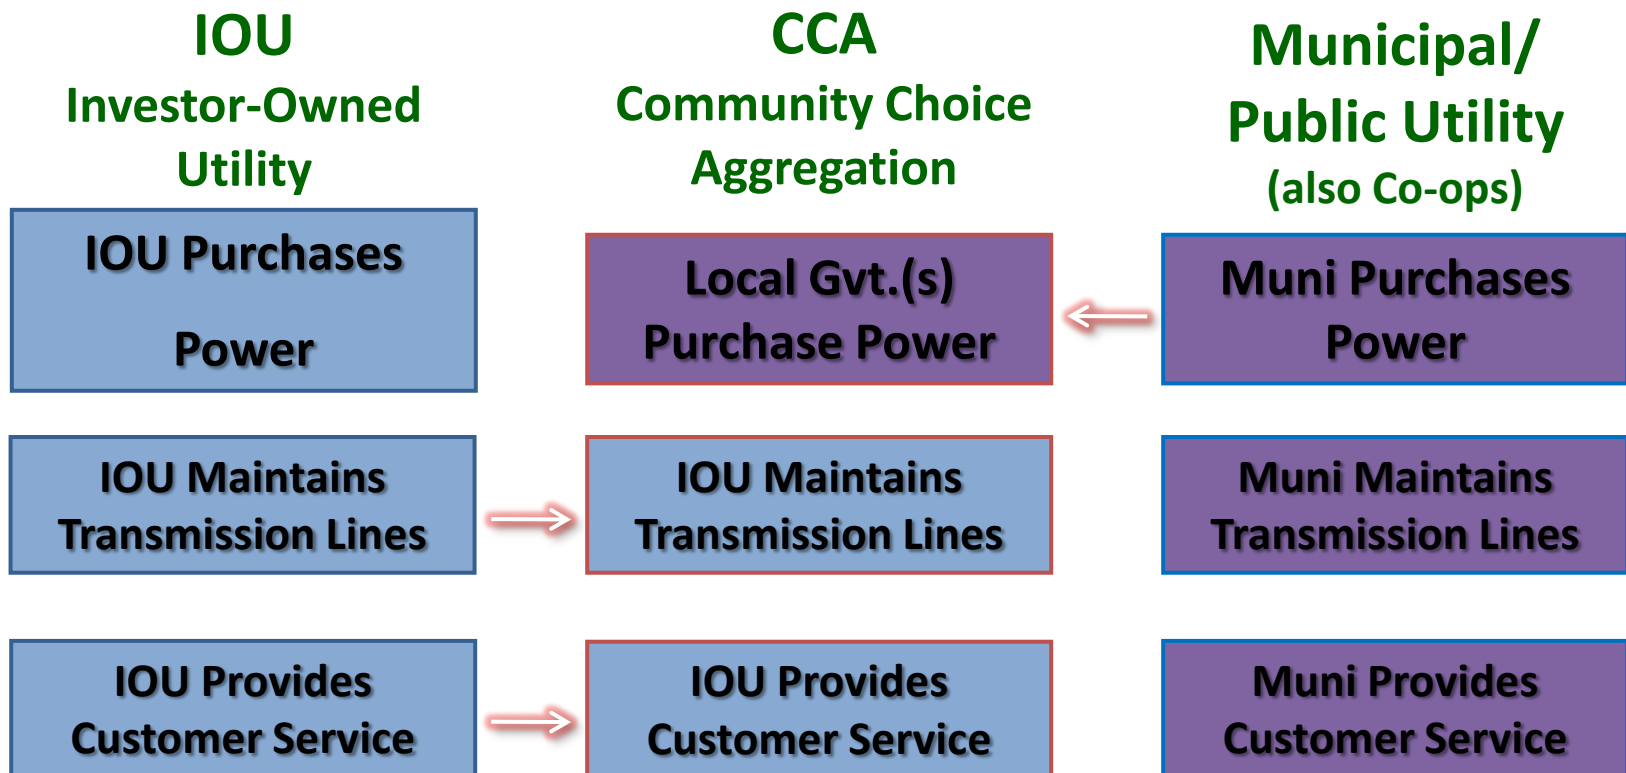 IOU
Investor-Owned
Utility
IOU Purchases
Power
IOU Maintains
Transmission Lines
IOU Provides
Customer Service
CCA
Community Choice
Aggregation
Local Gvt.(s)
Purchase Power
IOU Maintains
Transmission Lines
IOU Provides
Customer Service
Municipal/
Public Utility
(also Co-ops)
Muni Purchases
Power
Muni Maintains
Transmission Lines
Muni Provides
Customer Service